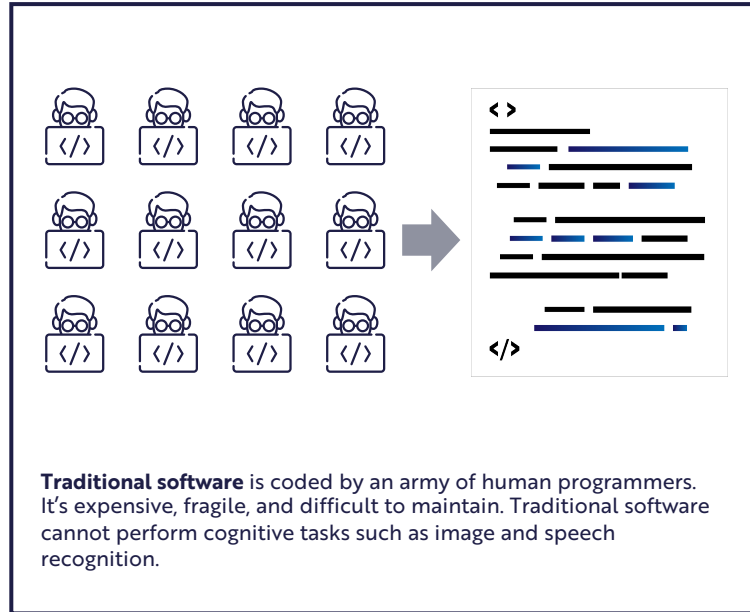 </> </> </> </>
</> </> </> </>
</> </> </> </>
< >
</>
Traditional software is coded by an army of human programmers.
It’s expensive, fragile, and difficult to maintain. Traditional software
cannot perform cognitive tasks such as image and speech
recognition.